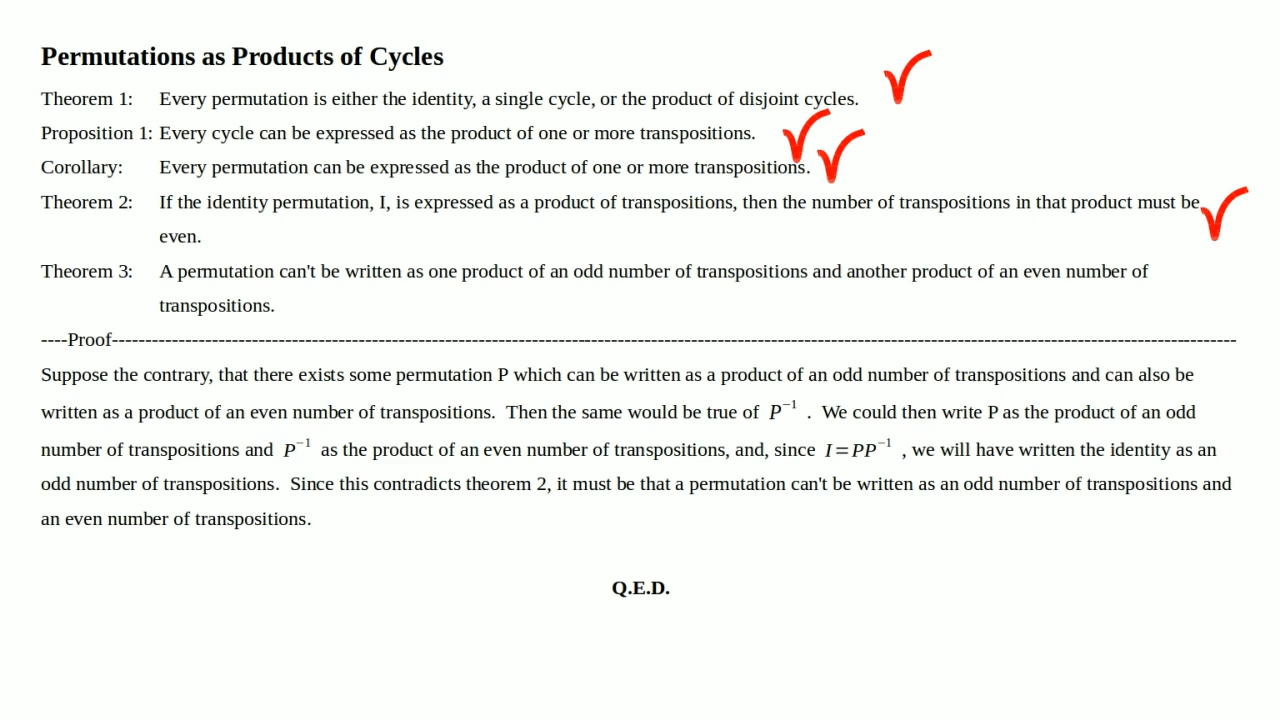 Permutations as Products of Cycles
Theorem 1: Every permutation is either the identity, a single cycle, or the product of disjoint cycles.
Proposition 1: Every cycle can be expressed as the product of one or more transpositions.
Corollary: Every permutation can be expressed as the product of one or more transpositions.
Theorem 2: If the identity permutation, I, is expressed as a product of transpositions, then the number of transpositions in that product must be
even.
Theorem 3: A permutation can't be written as one product of an odd number of transpositions and another product of an even number of
transpositions.
----Proof--------------------------------------------------------------------------------------------------------------------------------------------------------------------------
Suppose the contrary, that there exists some permutation P which can be written as a product of an odd number of transpositions and can also be
written as a product of an even number of transpositions. Then the same would be true of P⁻¹ . We could then write P as the product of an odd
number of transpositions and P⁻¹ as the product of an even number of transpositions, and, since I=PP⁻¹ , we will have written the identity as an
odd number of transpositions. Since this contradicts theorem 2, it must be that a permutation can't be written as an odd number of transpositions and
an even number of transpositions.
Q.E.D.